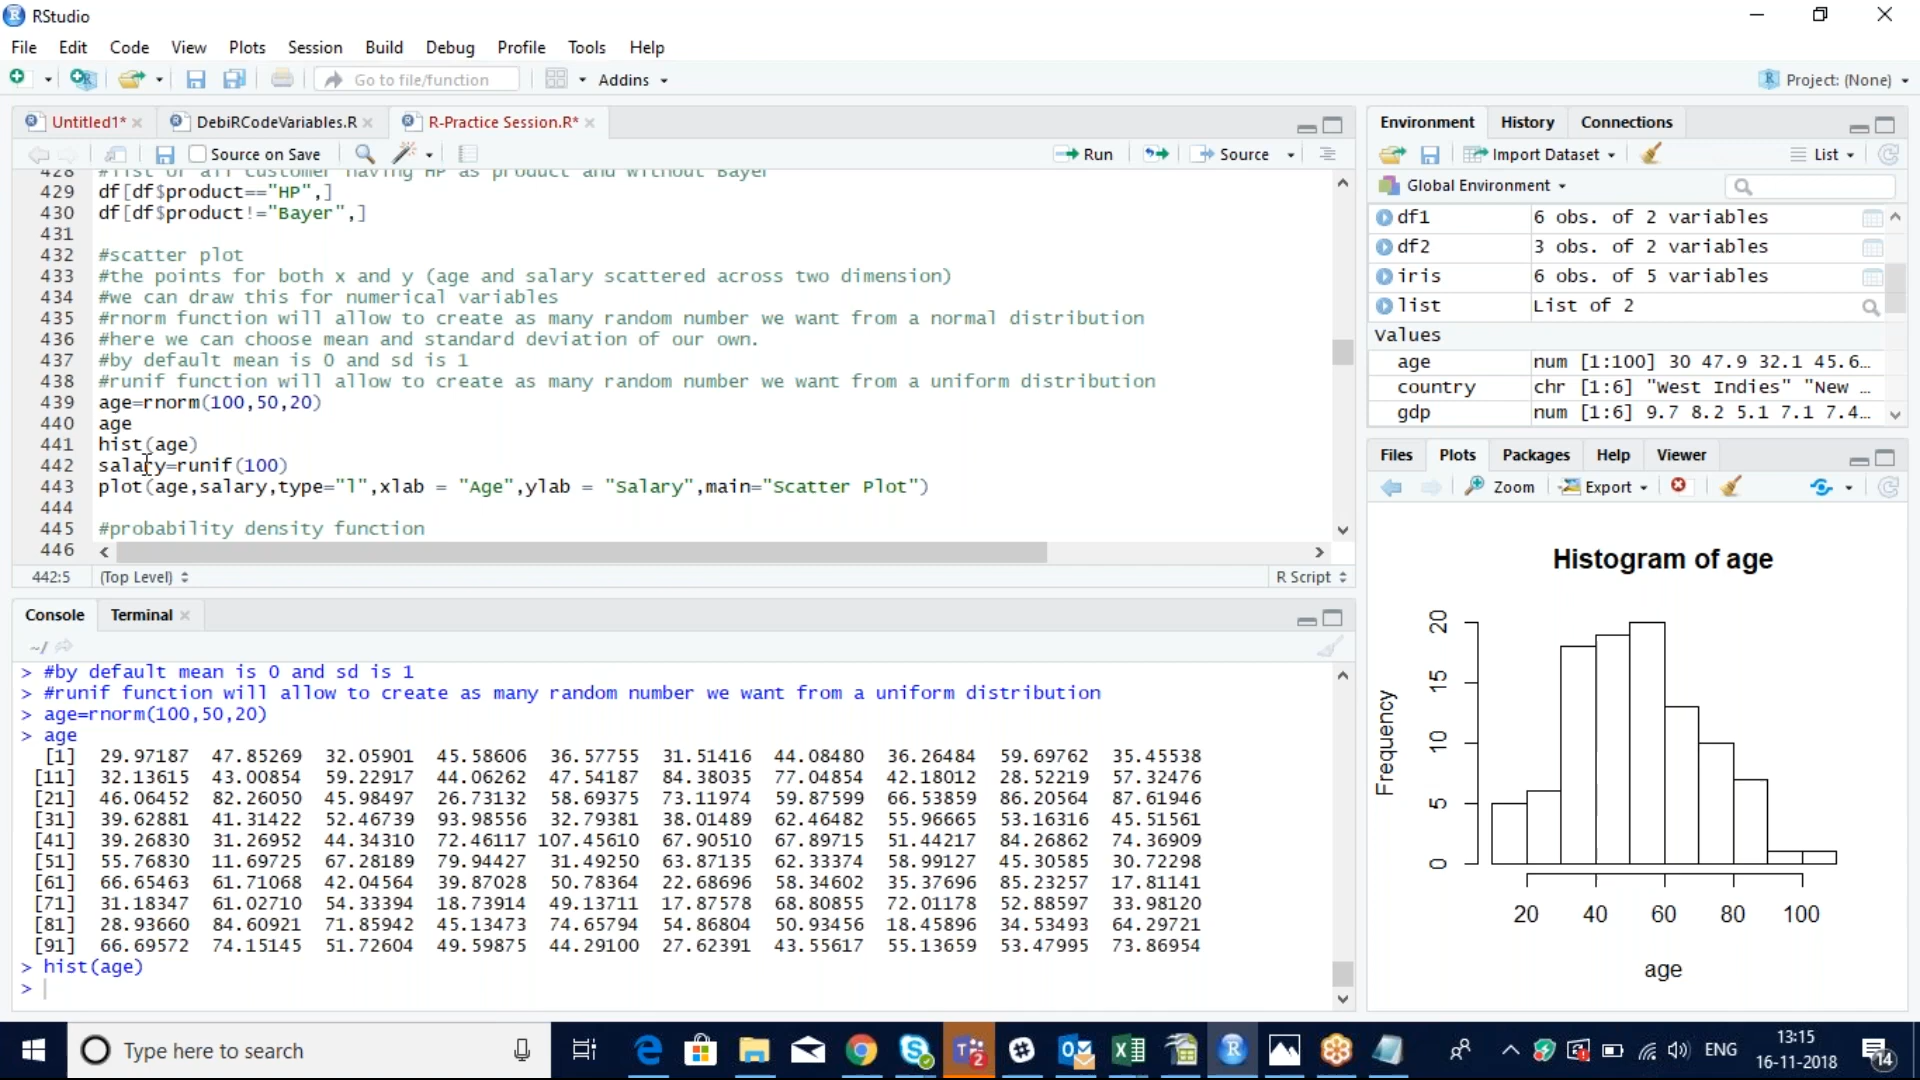 RStudio
File Edit Code View Plots Session Build Debug Profile Tools Help
Go to file/function Addins Project: (None)
Untitled1* DebiRCodeVariables.R R-Practice Session.R*
Source on Save Run Source
428 #list of all customer having HP as product and without Bayer
429 df[df$product=="HP",]
430 df[df$product!="Bayer",]
431
432 #scatter plot
433 #the points for both x and y (age and salary scattered across two dimension)
434 #we can draw this for numerical variables
435 #rnorm function will allow to create as many random number we want from a normal distribution
436 #here we can choose mean and standard deviation of our own.
437 #by default mean is 0 and sd is 1
438 #runif function will allow to create as many random number we want from a uniform distribution
439 age=rnorm(100,50,20)
440 age
441 hist(age)
442 salary=runif(100)
443 plot(age,salary,type="l",xlab = "Age",ylab = "Salary",main="Scatter Plot")
444
445 #probability density function
446
442:5 (Top Level) R Script
Console Terminal
~/
> #by default mean is 0 and sd is 1
> #runif function will allow to create as many random number we want from a uniform distribution
> age=rnorm(100,50,20)
> age
[1] 29.97187 47.85269 32.05901 45.58606 36.57755 31.51416 44.08480 36.26484 59.69762 35.45538
[11] 32.13615 43.00854 59.22917 44.06262 47.54187 84.38035 77.04854 42.18012 28.52219 57.32476
[21] 46.06452 82.26050 45.98497 26.73132 58.69375 73.11974 59.87599 66.53859 86.20564 87.61946
[31] 39.62881 41.31422 52.46739 93.98556 32.79381 38.01489 62.46482 55.96665 53.16316 45.51561
[41] 39.26830 31.26952 44.34310 72.46117 107.45610 67.90510 67.89715 51.44217 84.26862 74.36909
[51] 55.76830 11.69725 67.28189 79.94427 31.49250 63.87135 62.33374 58.99127 45.30585 30.72298
[61] 66.65463 61.71068 42.04564 39.87028 50.78364 22.68696 58.34602 35.37696 85.23257 17.81141
[71] 31.18347 61.02710 54.33394 18.73914 49.13711 17.87578 68.80855 72.01178 52.88597 33.98120
[81] 28.93660 84.60921 71.85942 45.13473 74.65794 54.86804 50.93456 18.45896 34.53493 64.29721
[91] 66.69572 74.15145 51.72604 49.59875 44.29100 27.62391 43.55617 55.13659 53.47995 73.86954
> hist(age)
>
Environment History Connections
Import Dataset List
Global Environment
df1 6 obs. of 2 variables
df2 3 obs. of 2 variables
iris 6 obs. of 5 variables
list List of 2
Values
age num [1:100] 30 47.9 32.1 45.6...
country chr [1:6] "West Indies" "New ...
gdp num [1:6] 9.7 8.2 5.1 7.1 7.4...
Files Plots Packages Help Viewer
Zoom Export
Histogram of age
Frequency
20
15
10
5
0
20 40 60 80 100
age
Type here to search
ENG
13:15
16-11-2018
14